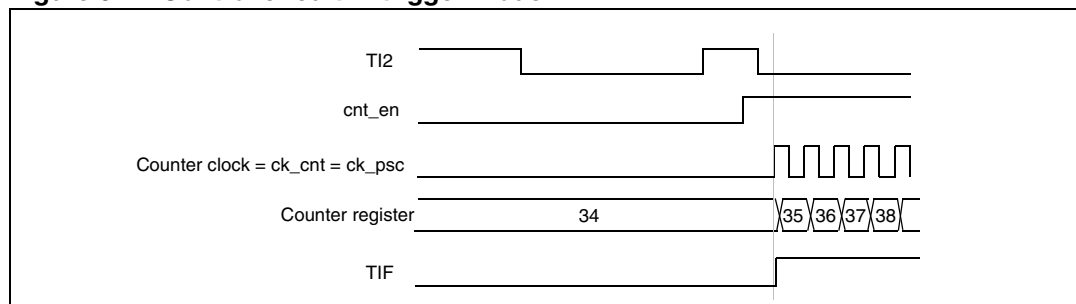 TI2
cnt_en
Counter clock = ck_cnt = ck_psc
Counter register
34
35
36
37
38
TIF